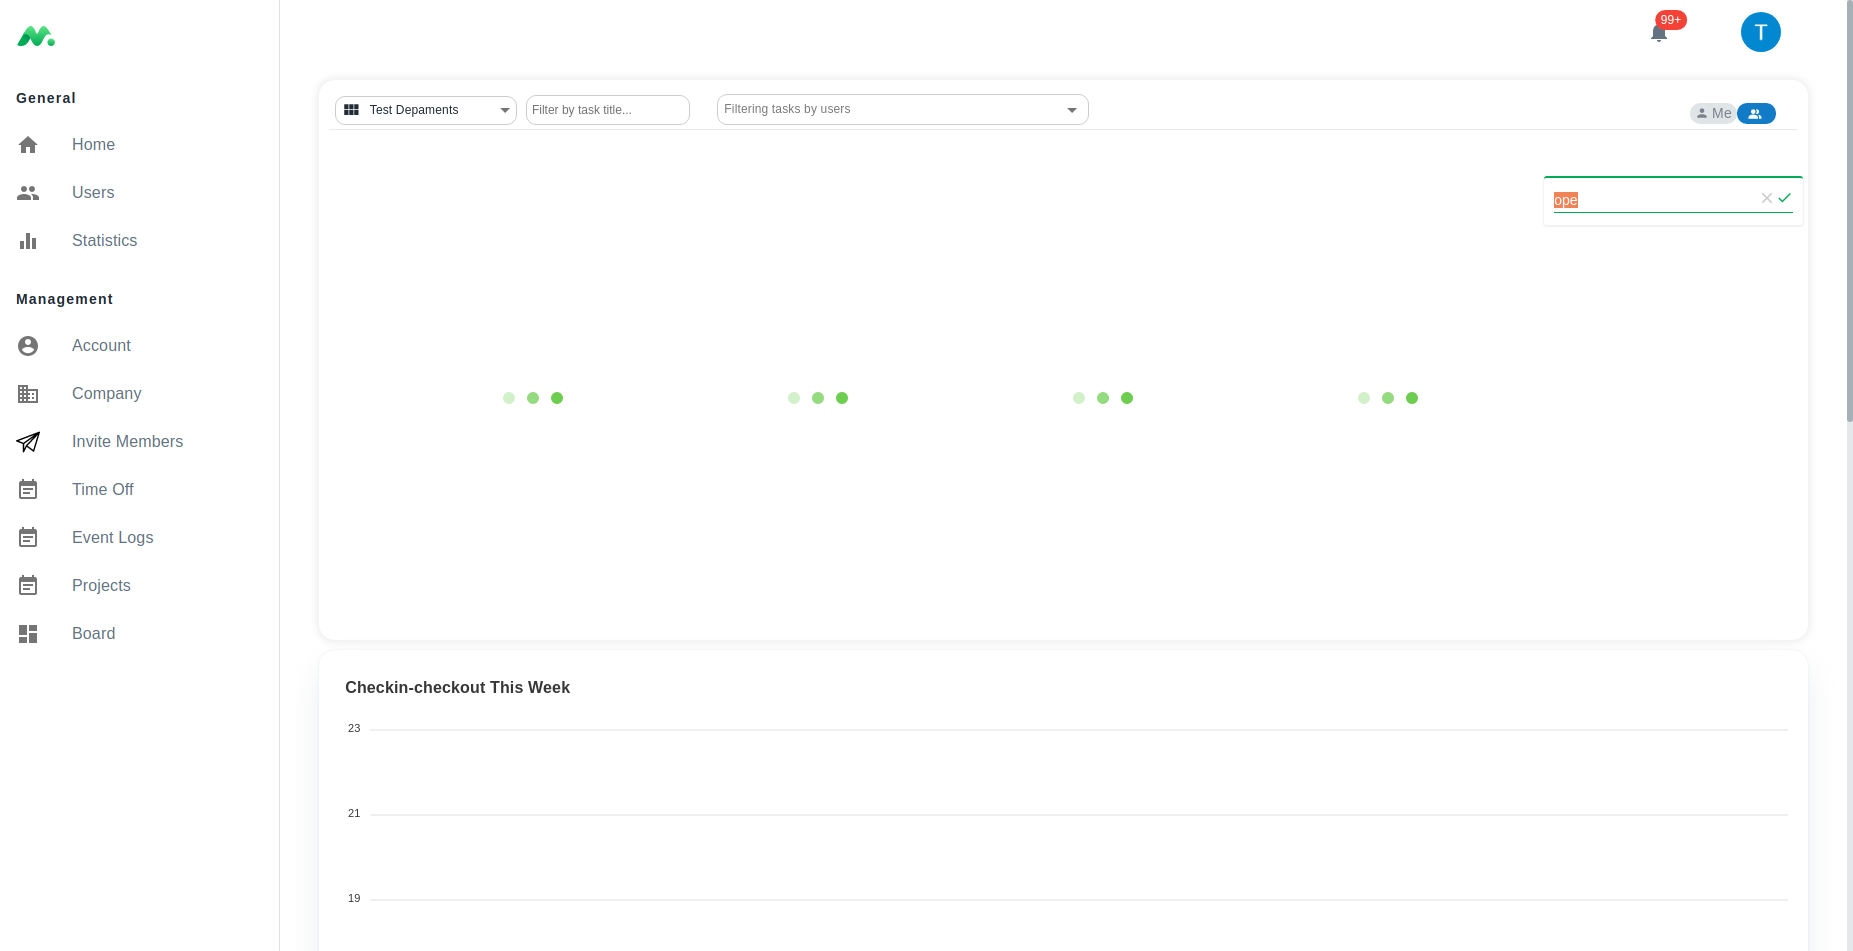 99+
T
General
Test Depaments
Filter by task title...
Filtering tasks by users
Me
Home
Users
ope
Statistics
Management
Account
Company
Invite Members
Time Off
Event Logs
Projects
Board
Checkin-checkout This Week
23
21
19